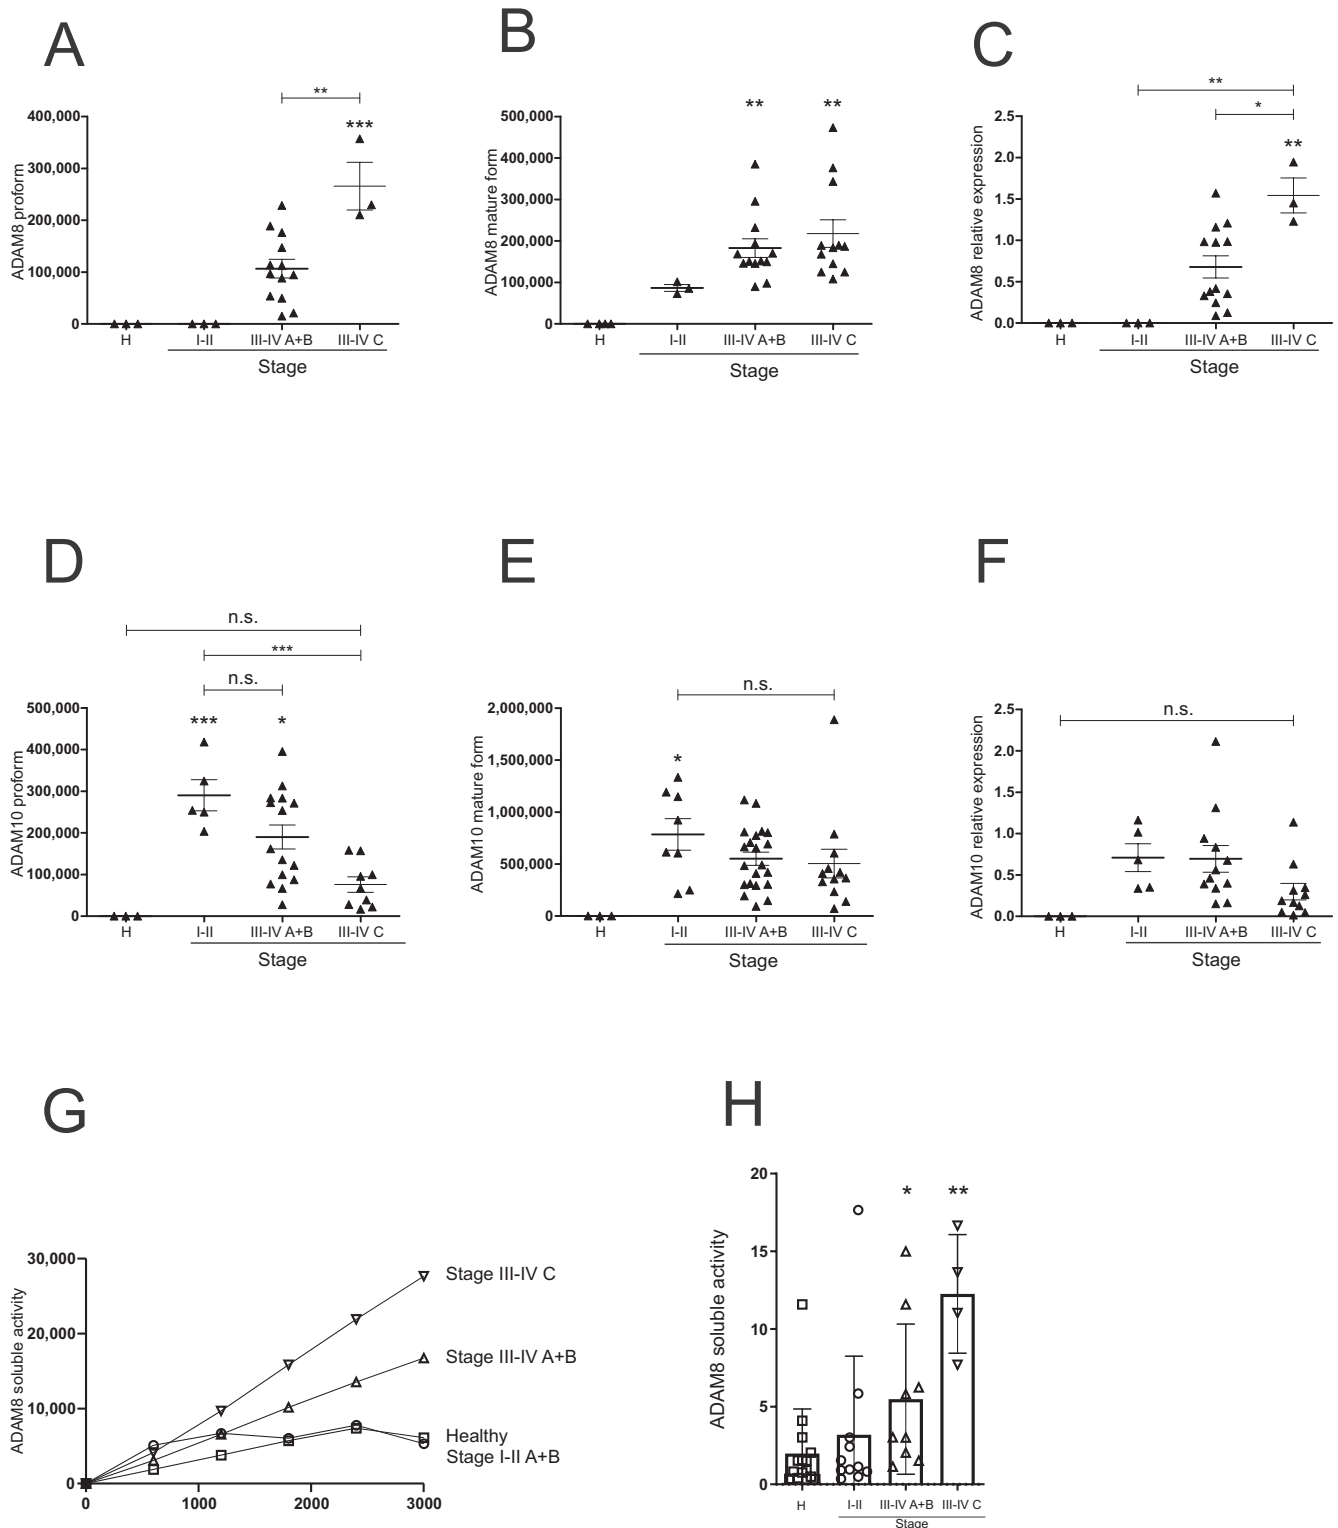 A
B
C
**
***
400,000
300,000
200,000
100,000
0
ADAM8 proform
H
I-II
III-IV A+B
III-IV C
Stage
**
**
500,000
400,000
300,000
200,000
100,000
0
ADAM8 mature form
H
I-II
III-IV A+B
III-IV C
Stage
**
*
**
2.5
2.0
1.5
1.0
0.5
0.0
ADAM8 relative expression
H
I-II
III-IV A+B
III-IV C
Stage
D
E
F
n.s.
***
n.s.
***
*
500,000
400,000
300,000
200,000
100,000
0
ADAM10 proform
H
I-II
III-IV A+B
III-IV C
Stage
n.s.
*
2,000,000
1,500,000
1,000,000
500,000
0
ADAM10 mature form
H
I-II
III-IV A+B
III-IV C
Stage
n.s.
2.5
2.0
1.5
1.0
0.5
0.0
ADAM10 relative expression
H
I-II
III-IV A+B
III-IV C
Stage
G
H
30,000
20,000
10,000
0
ADAM8 soluble activity
0
1000
2000
3000
Stage III-IV C
Stage III-IV A+B
Healthy
Stage I-II A+B
*
**
20
15
10
5
0
ADAM8 soluble activity
H
I-II
III-IV A+B
III-IV C
Stage